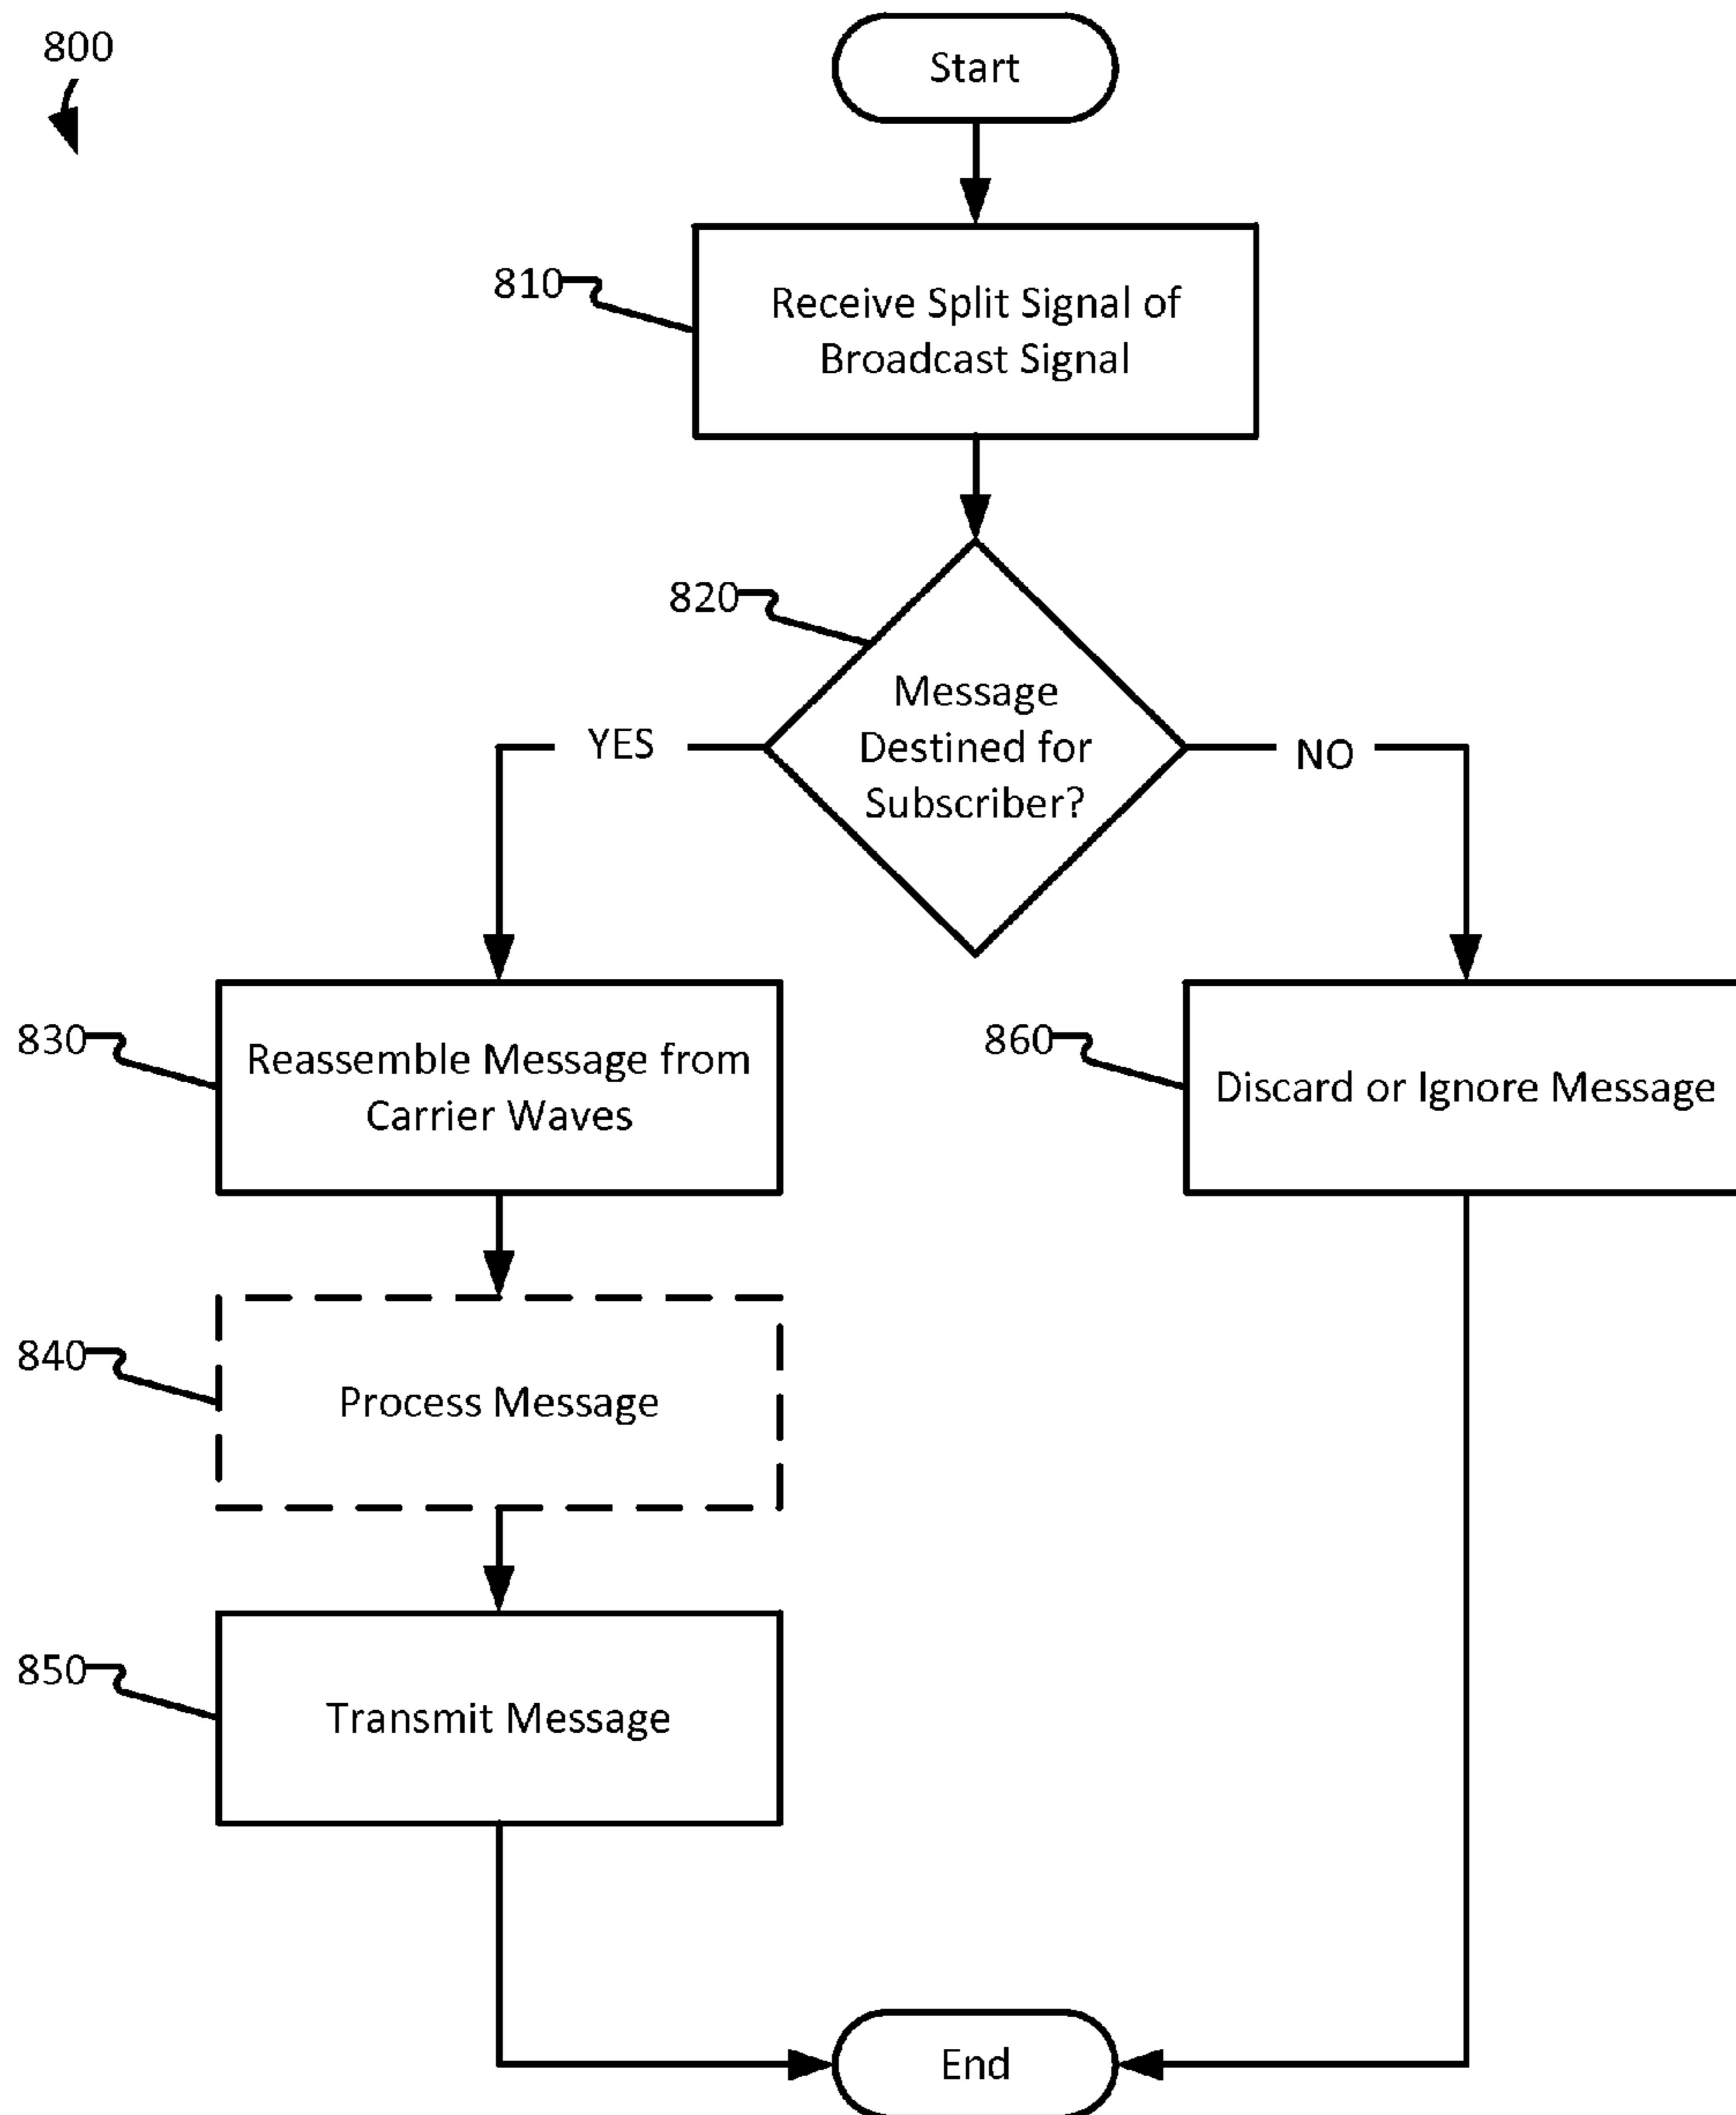 800
Start
810
Receive Split Signal of
Broadcast Signal
820
Message
Destined for
Subscriber?
YES
NO
830
Reassemble Message from
Carrier Waves
860
Discard or Ignore Message
840
Process Message
850
Transmit Message
End